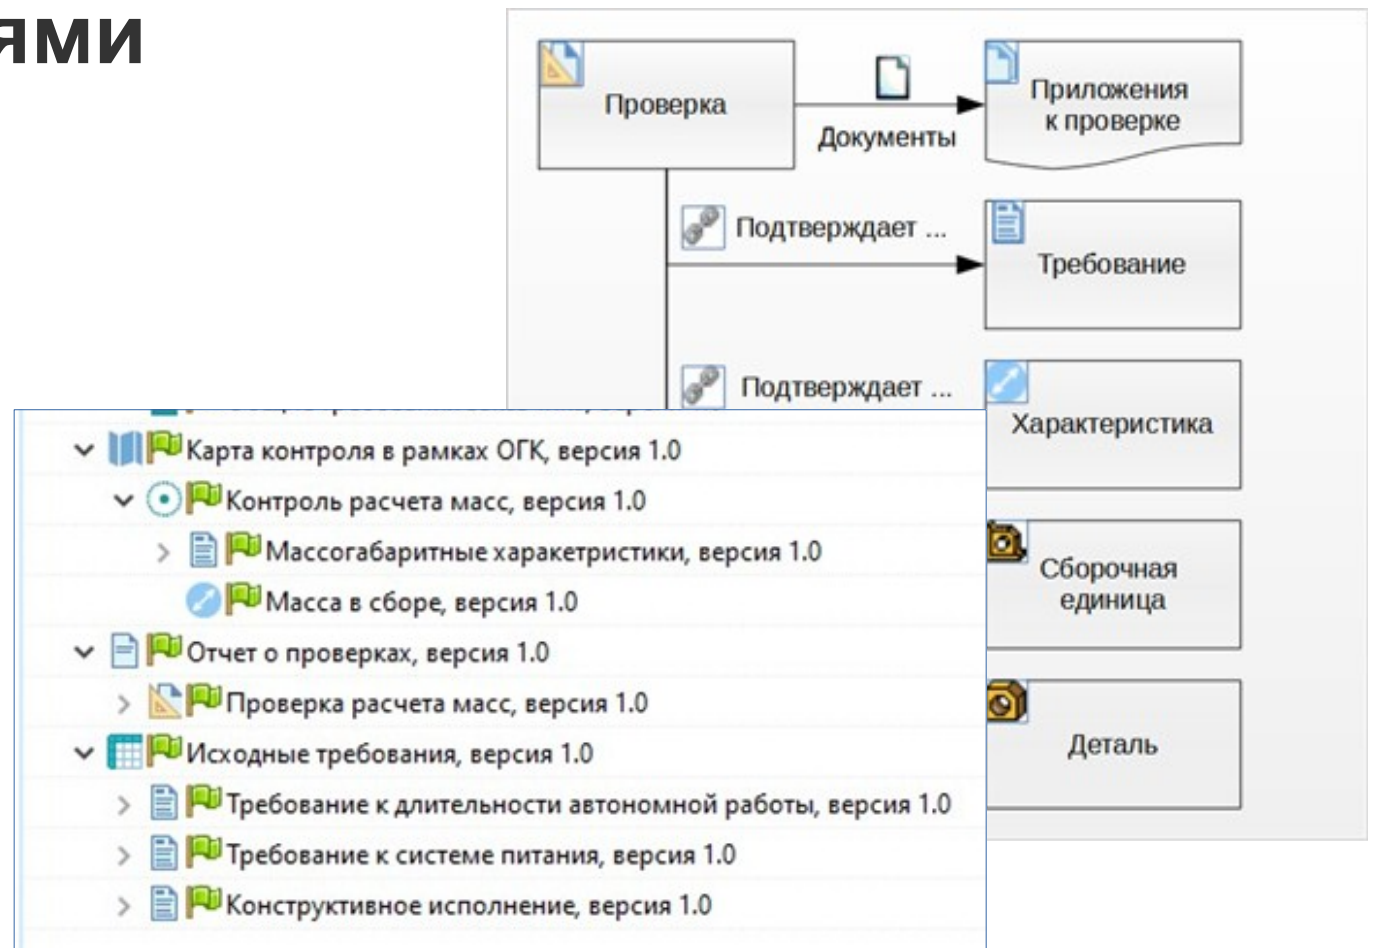 ями
Проверка
Документы
Приложения
к проверке
Подтверждает ...
Требование
Подтверждает ...
Характеристика
Сборочная
единица
Деталь
Карта контроля в рамках ОГК, версия 1.0
Контроль расчета масс, версия 1.0
Массогабаритные характетристики, версия 1.0
Масса в сборе, версия 1.0
Отчет о проверках, версия 1.0
Проверка расчета масс, версия 1.0
Исходные требования, версия 1.0
Требование к длительности автономной работы, версия 1.0
Требование к системе питания, версия 1.0
Конструктивное исполнение, версия 1.0